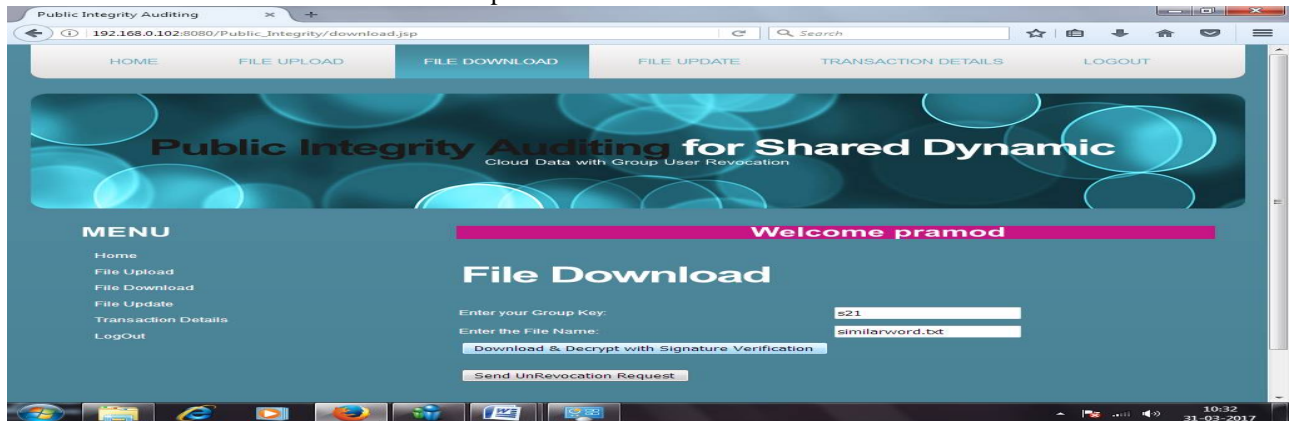 Public Integrity Auditing × +
192.168.0.102:8080/Public_Integrity/download.jsp Search
HOME FILE UPLOAD FILE DOWNLOAD FILE UPDATE TRANSACTION DETAILS LOGOUT
Public Integrity Auditing for Shared Dynamic
Cloud Data with Group User Revocation
MENU
Home
File Upload
File Download
File Update
Transaction Details
LogOut
Welcome pramod
File Download
Enter your Group Key: s21
Enter the File Name: similarword.txt
Download & Decrypt with Signature Verification
Send UnRevocation Request
10:32
31-03-2017